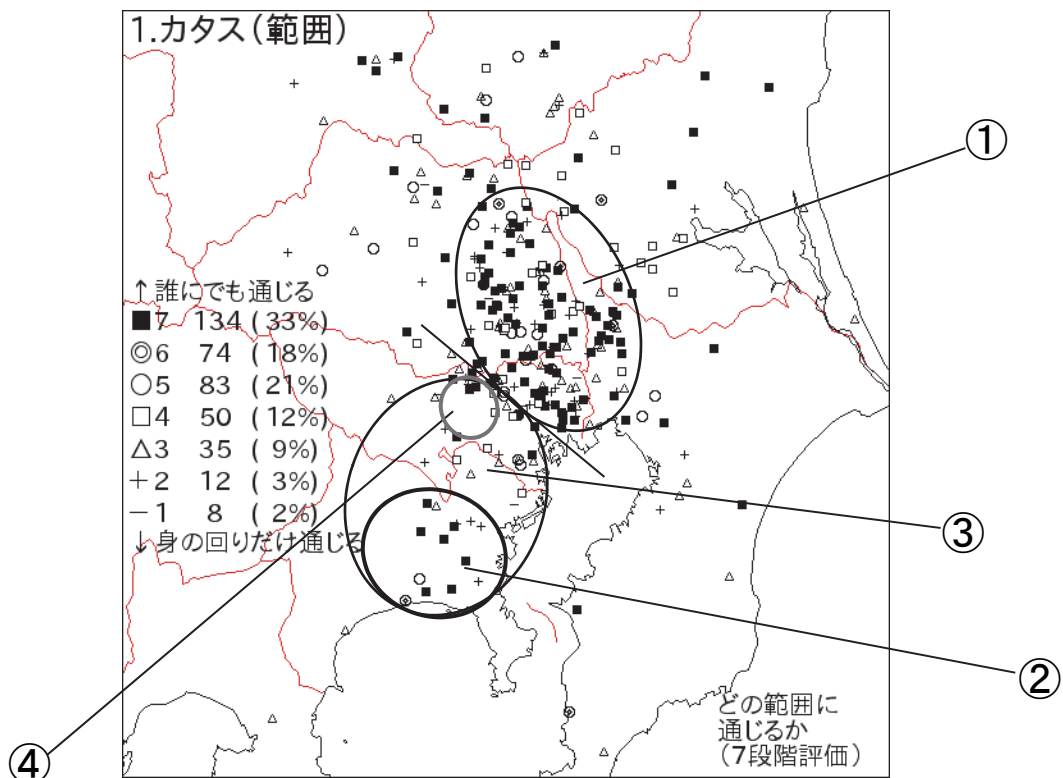 1.カタス(範囲)
①
↑誰にでも通じる
■7 134 (33%)
◎6 74 (18%)
○5 83 (21%)
□4 50 (12%)
△3 35 (9%)
+2 12 (3%)
−1 8 (2%)
↓身の回りだけ通じる
③
②
どの範囲に
通じるか
(7段階評価)
④